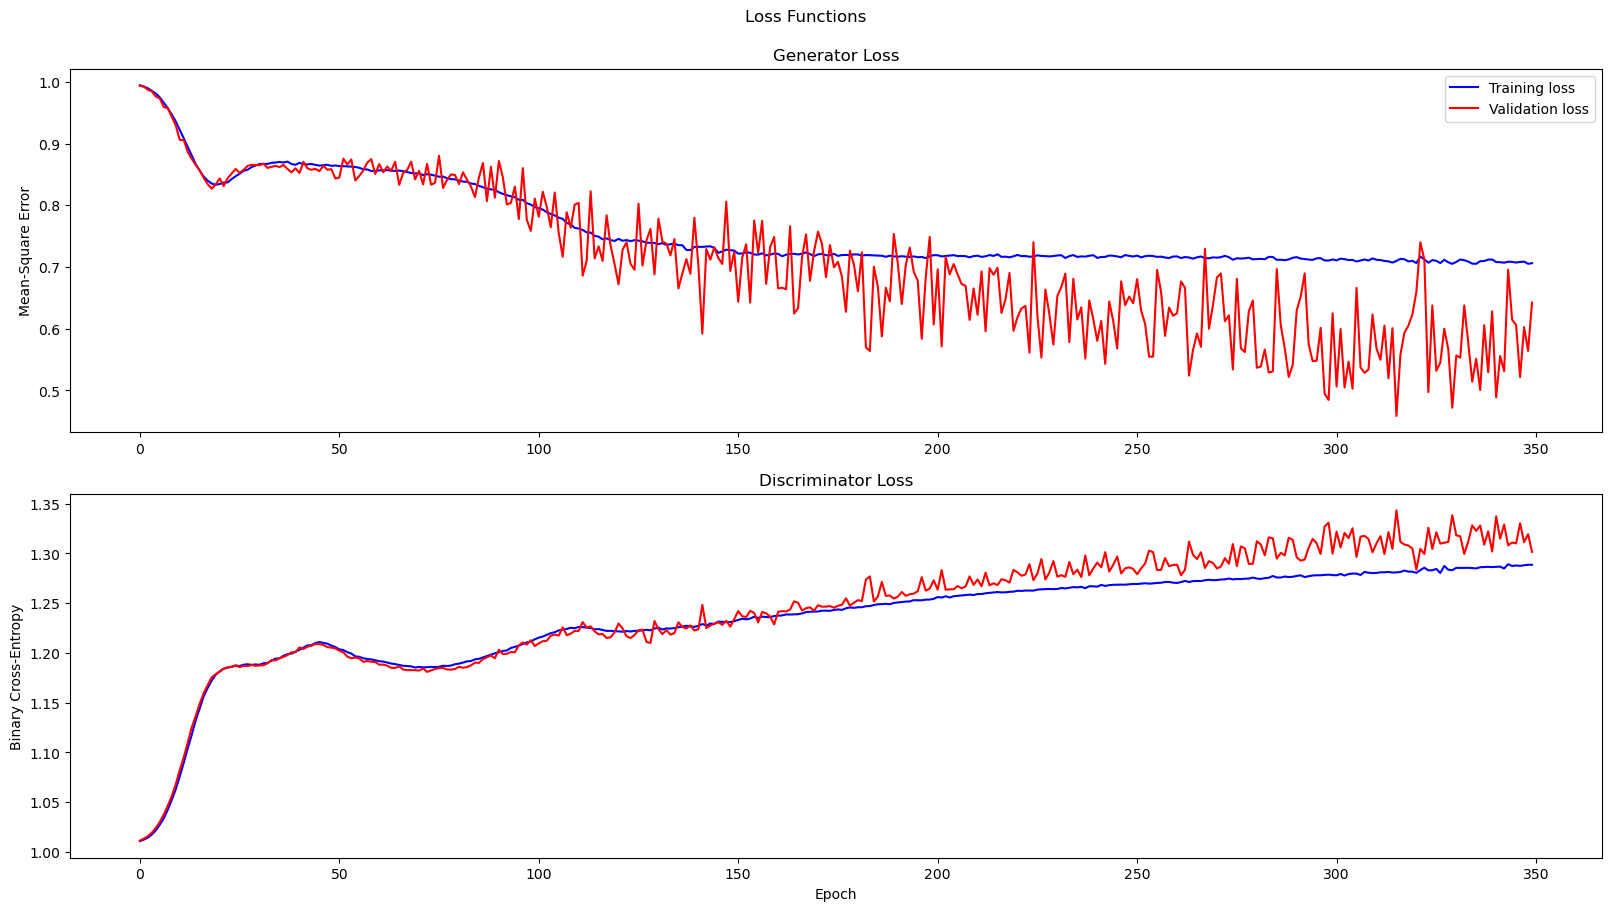 Loss Functions
Generator Loss
Training loss
Validation loss
Mean-Square Error
1.0
0.9
0.8
0.7
0.6
0.5
0 50 100 150 200 250 300 350
Discriminator Loss
Binary Cross-Entropy
1.35
1.30
1.25
1.20
1.15
1.10
1.05
1.00
0 50 100 150 200 250 300 350
Epoch